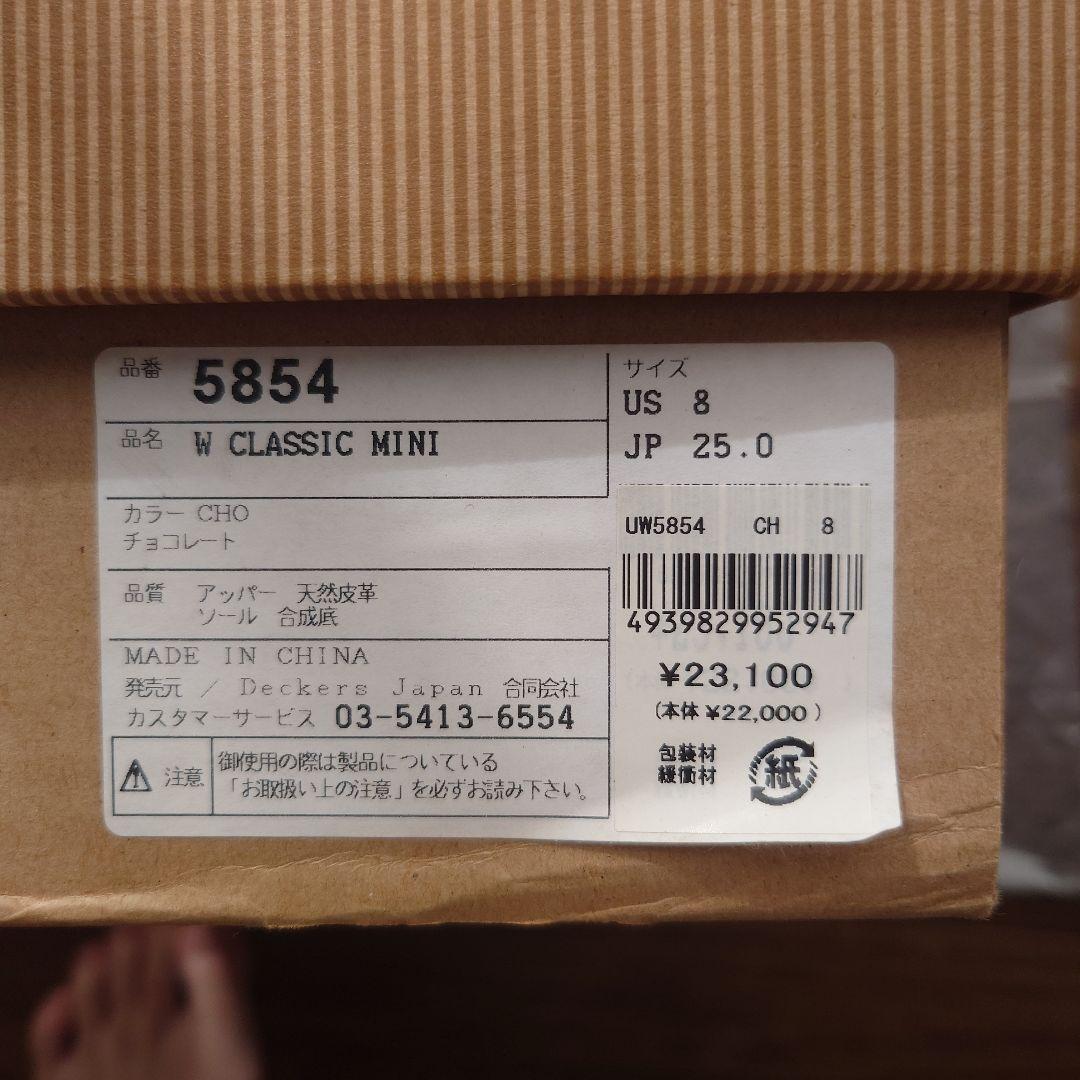 品番 5854
品名 W CLASSIC MINI
カラー CHO
チョコレート
品質 アッパー 天然皮革
ソール 合成底
MADE IN CHINA
発売元 / Deckers Japan 合同会社
カスタマーサービス 03-5413-6554
注意
御使用の際は製品についている
「お取扱い上の注意」を必ずお読み下さい。
サイズ
US 8
JP 25.0
UW5854 CH 8
4939829952947
¥23,100
(本体 ¥22,000)
包装材
緩衝材
紙